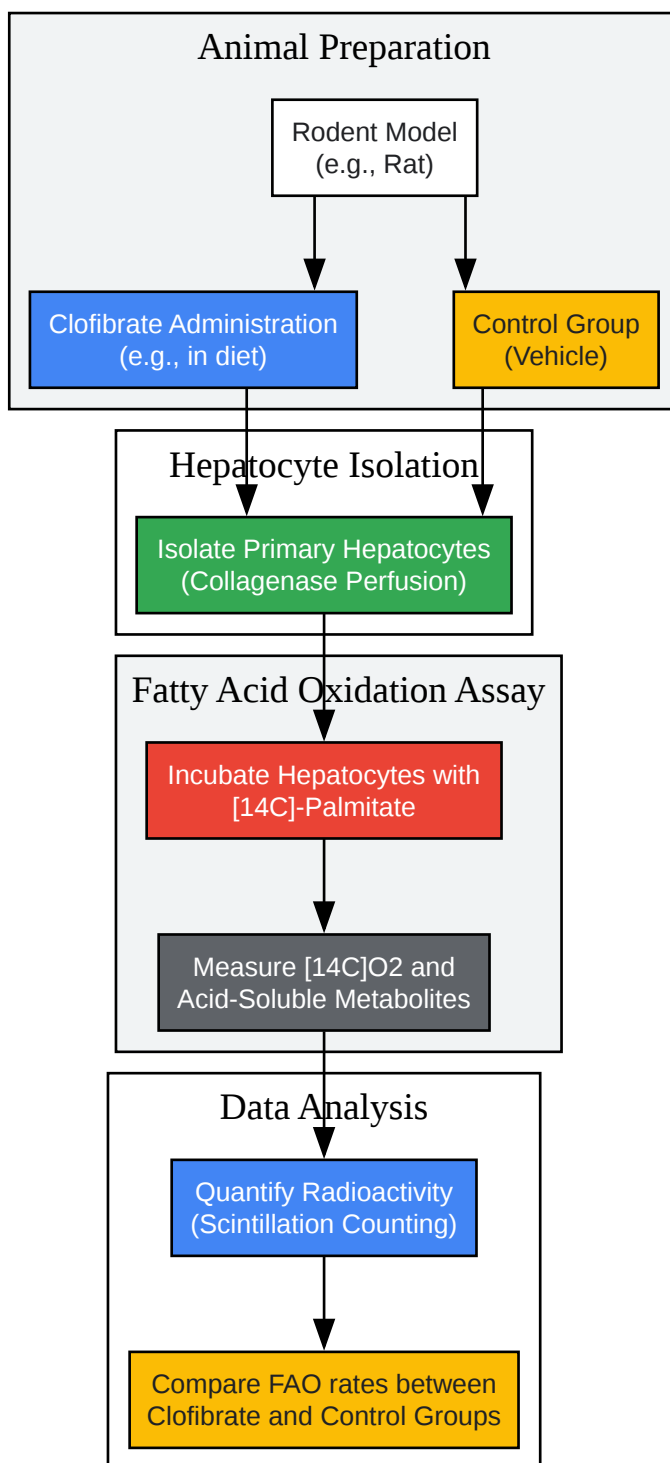 Animal Preparation
Rodent Model
(e.g., Rat)
Clofibrate Administration
(e.g., in diet)
Control Group
(Vehicle)
Hepatocyte Isolation
Isolate Primary Hepatocytes
(Collagenase Perfusion)
Fatty Acid Oxidation Assay
Incubate Hepatocytes with
[14C]-Palmitate
Measure [14C]O2 and
Acid-Soluble Metabolites
Data Analysis
Quantify Radioactivity
(Scintillation Counting)
Compare FAO rates between
Clofibrate and Control Groups